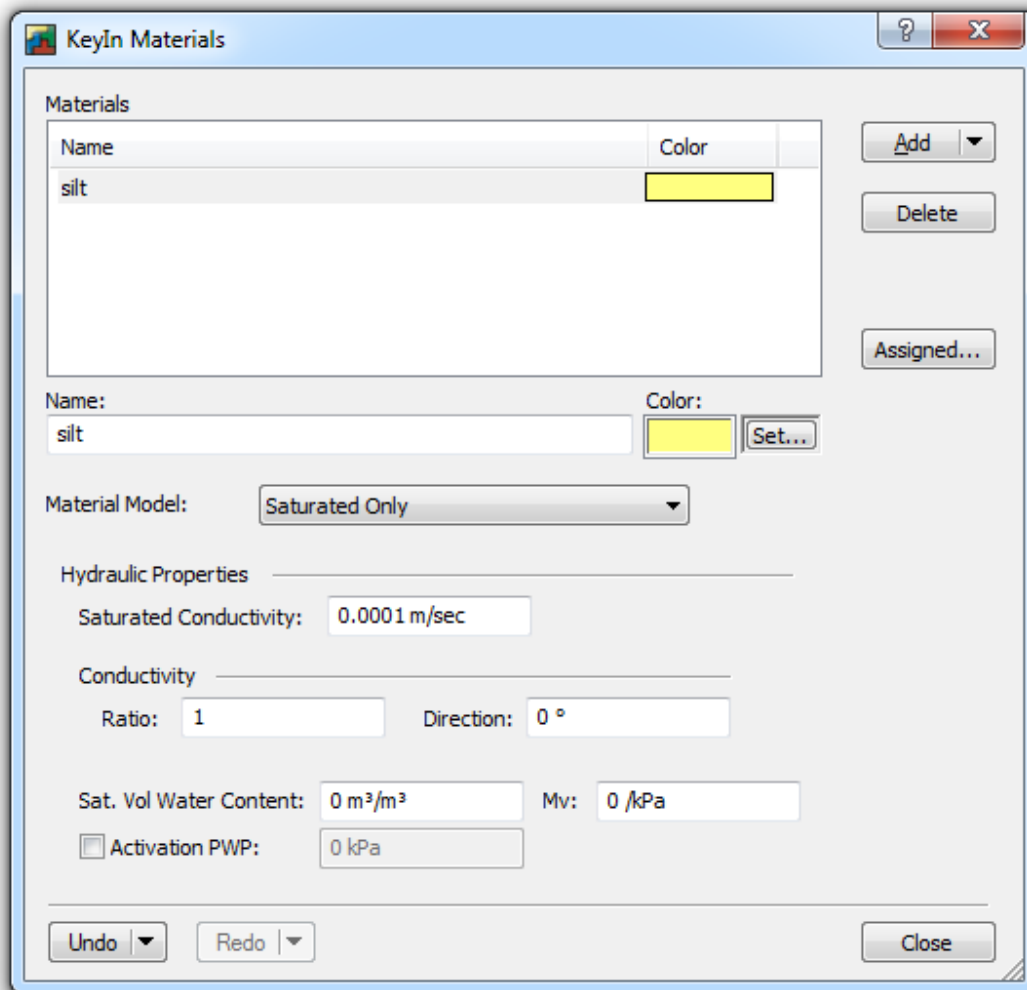 KeyIn Materials
?
X
Materials
Name Color
Add
silt
Delete
Assigned...
Name: Color:
silt Set...
Material Model: Saturated Only
Hydraulic Properties
Saturated Conductivity: 0.0001 m/sec
Conductivity
Ratio: 1 Direction: 0 °
Sat. Vol Water Content: 0 m³/m³ Mv: 0 /kPa
Activation PWP: 0 kPa
Undo Redo Close